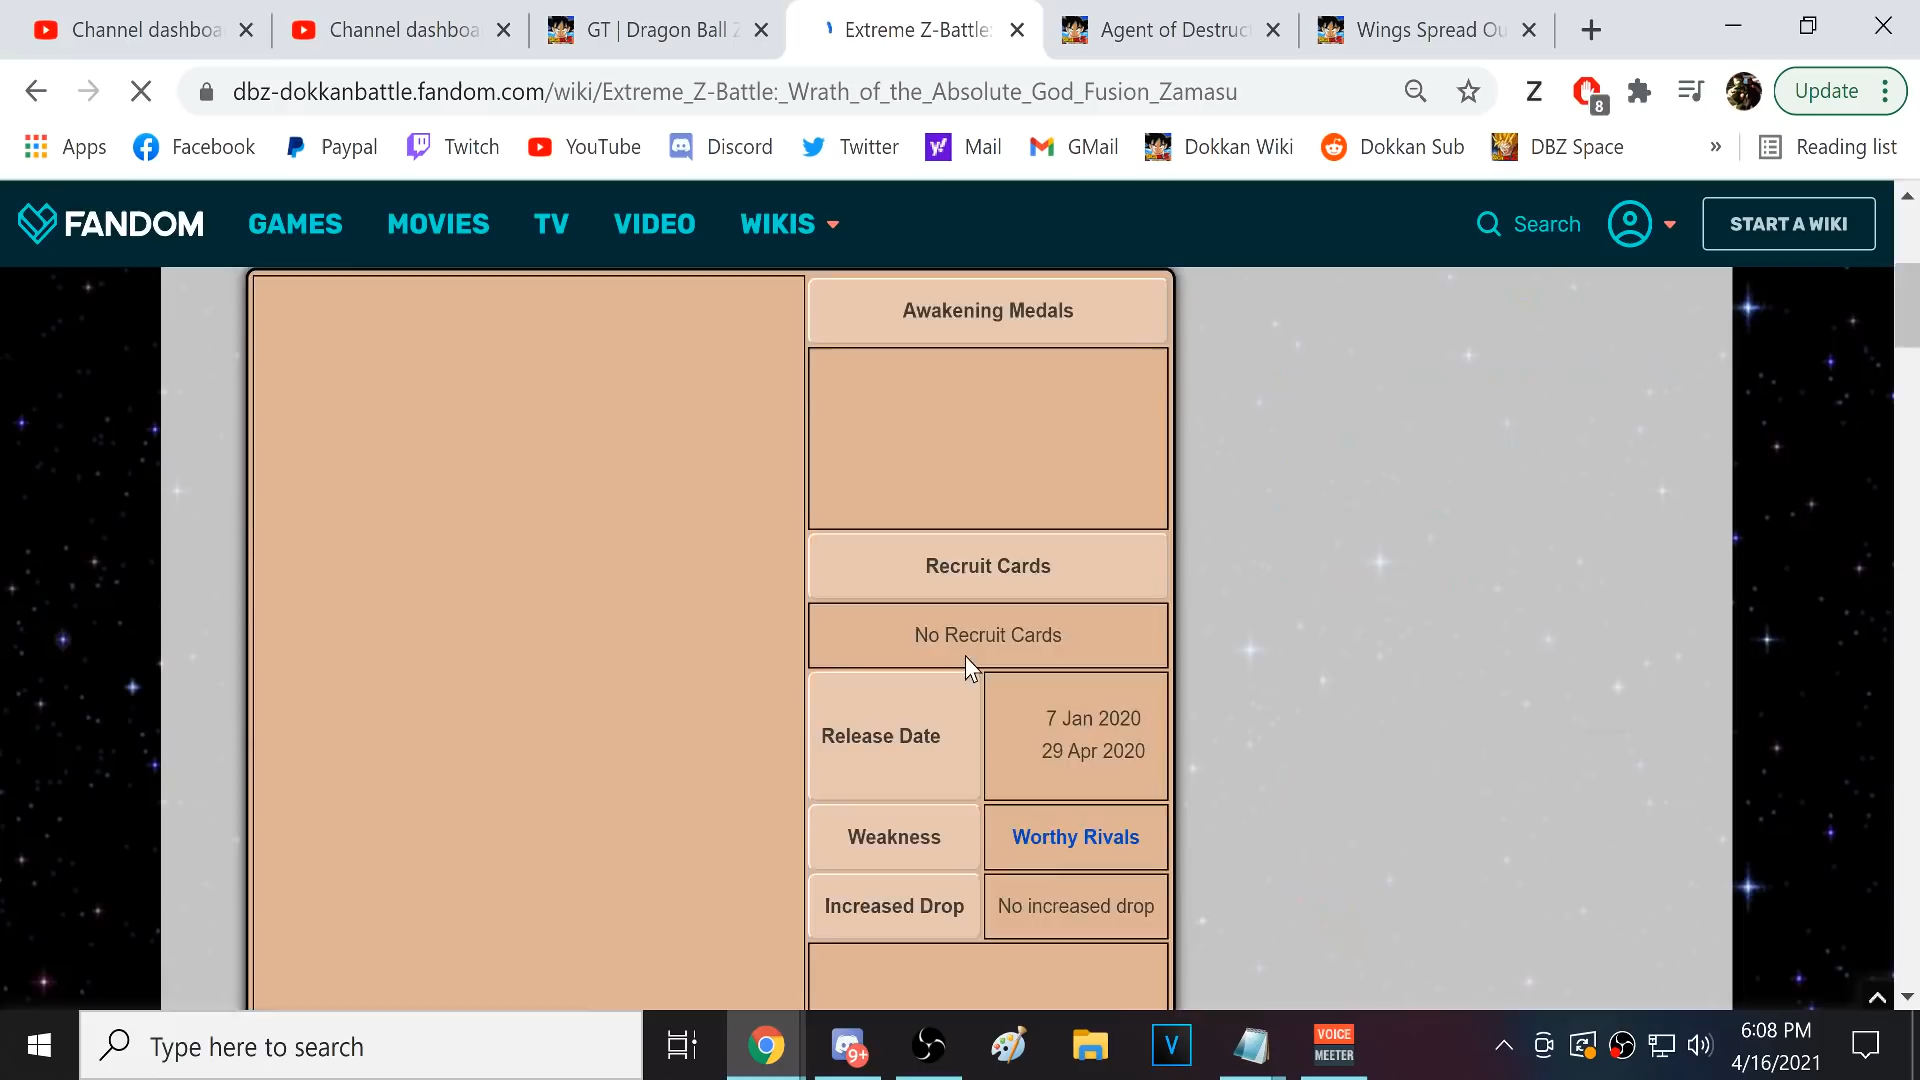 Channel dashboa
Channel dashboa
GT | Dragon Ball Z
Extreme Z-Battle:
Agent of Destruct
Wings Spread Ou
dbz-dokkanbattle.fandom.com/wiki/Extreme_Z-Battle:_Wrath_of_the_Absolute_God_Fusion_Zamasu
Z
8
Update
Apps
Facebook
Paypal
Twitch
YouTube
Discord
Twitter
Mail
GMail
Dokkan Wiki
Dokkan Sub
DBZ Space
»
Reading list
FANDOM
GAMES
MOVIES
TV
VIDEO
WIKIS
Search
START A WIKI
Awakening Medals
Recruit Cards
No Recruit Cards
Release Date
7 Jan 2020
29 Apr 2020
Weakness
Worthy Rivals
Increased Drop
No increased drop
Type here to search
9+
V
VOICE
MEETER
6:08 PM
4/16/2021